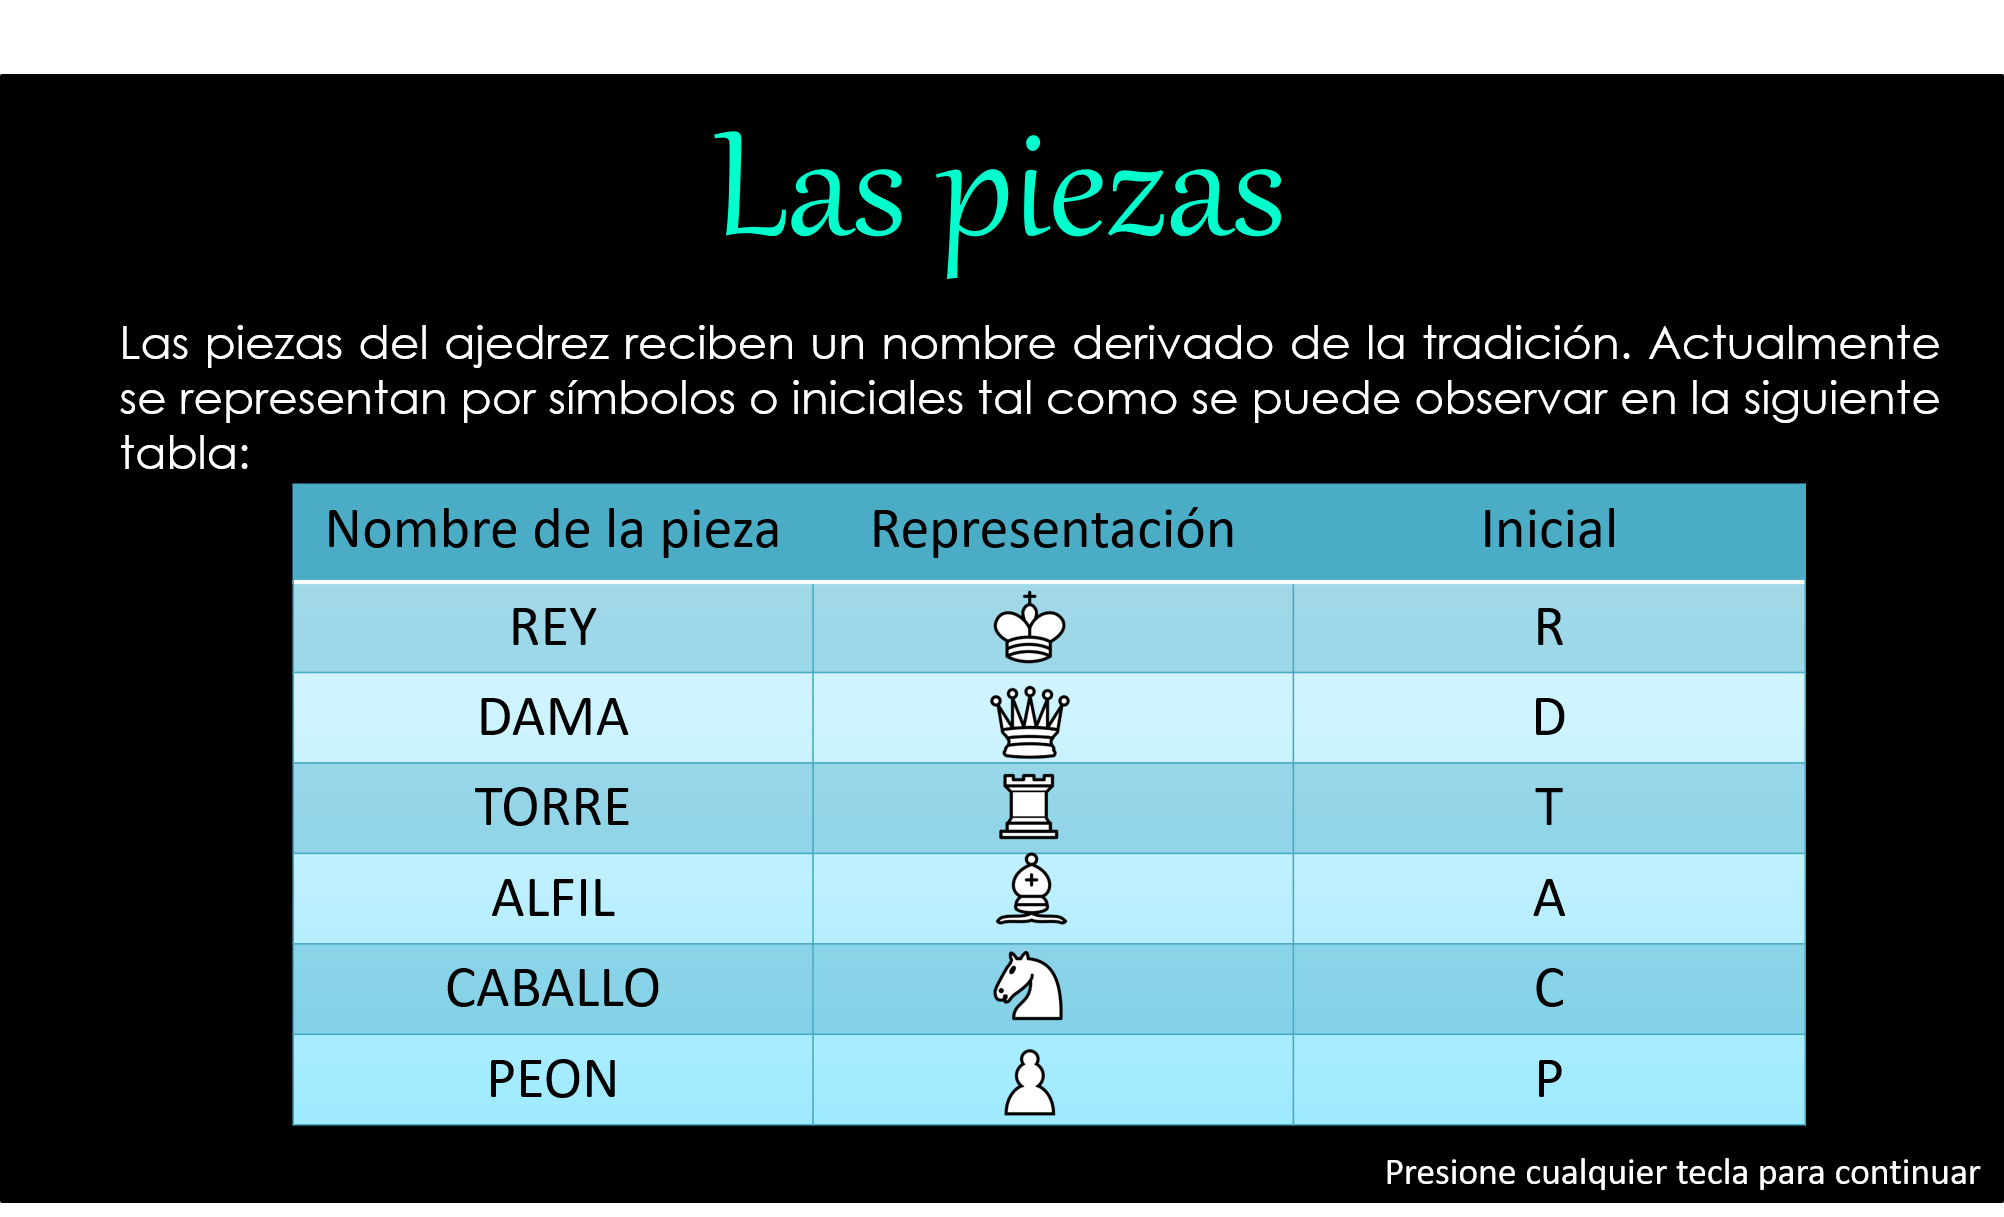 Las piezas
Las piezas del ajedrez reciben un nombre derivado de la tradición. Actualmente
se representan por símbolos o iniciales tal como se puede observar en la siguiente
tabla:
Nombre de la pieza Representación Inicial
REY R
DAMA D
TORRE T
ALFIL A
CABALLO C
PEON P
Presione cualquier tecla para continuar